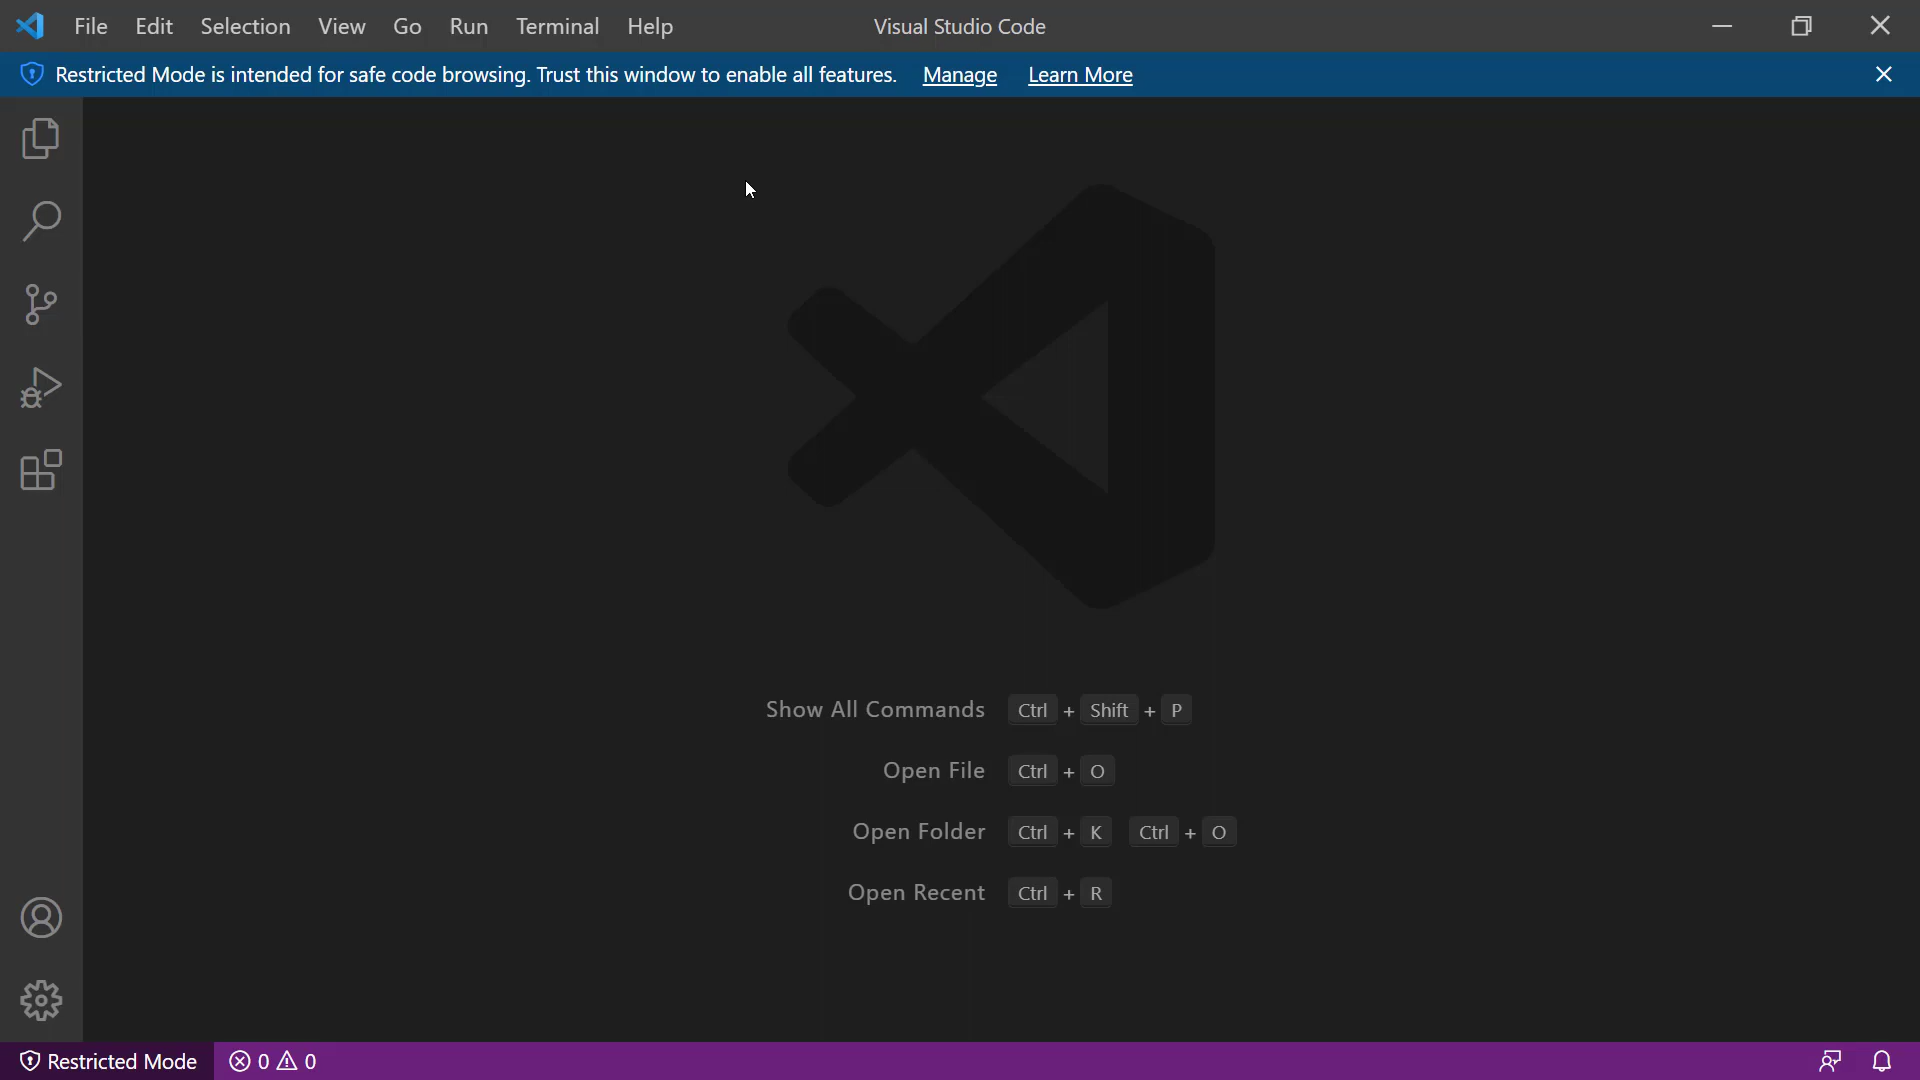 File Edit Selection View Go Run Terminal Help Visual Studio Code
Restricted Mode is intended for safe code browsing. Trust this window to enable all features. Manage Learn More
Show All Commands Ctrl + Shift + P
Open File Ctrl + O
Open Folder Ctrl + K Ctrl + O
Open Recent Ctrl + R
Restricted Mode 0 0